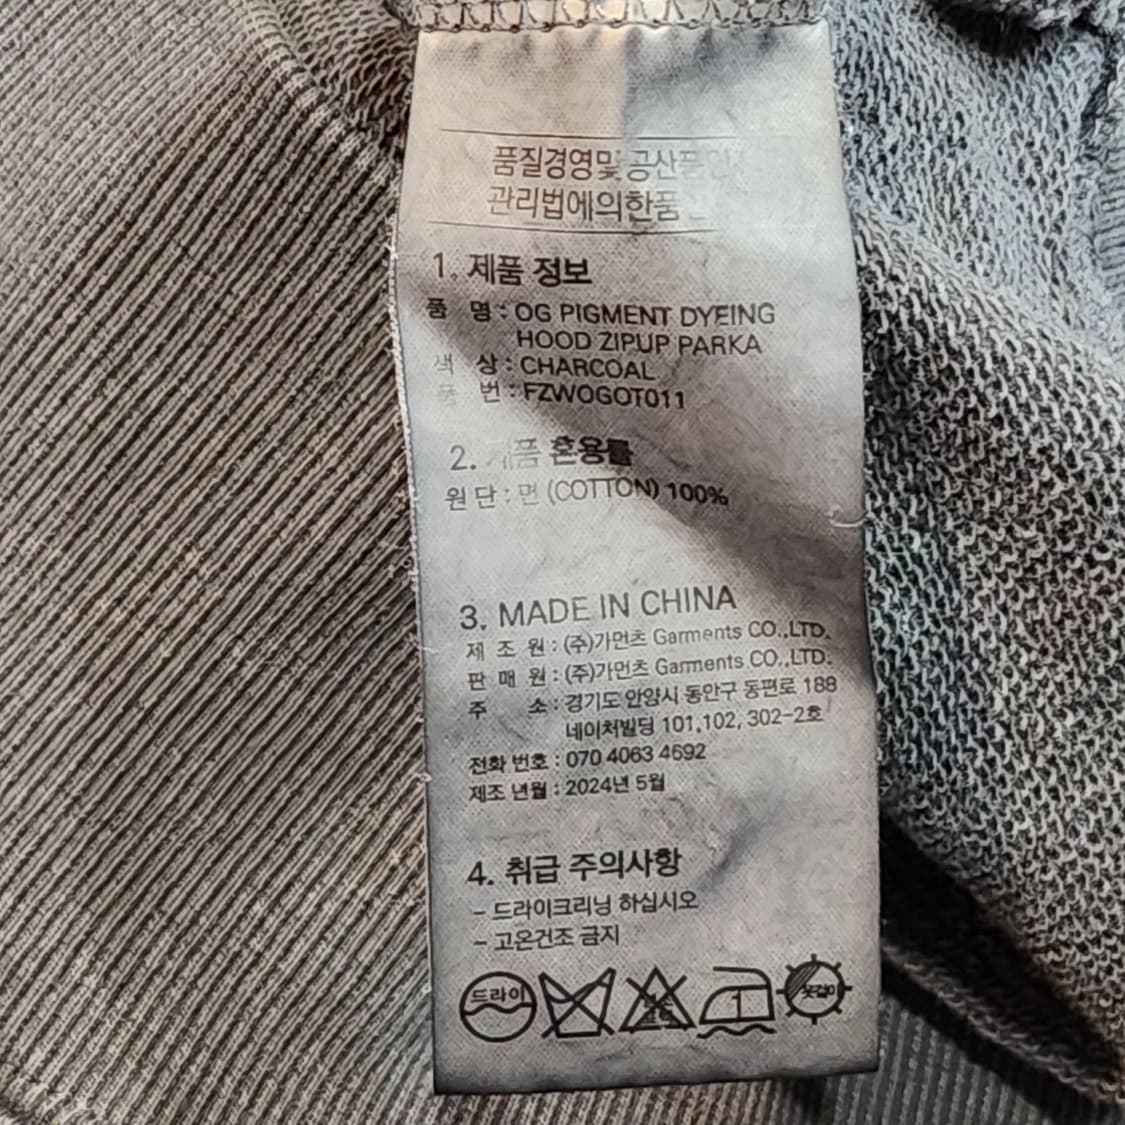 품질경영및 공산품안전
관리법에의한품
1. 제품 정보
품 명 : OG PIGMENT DYEING
HOOD ZIPUP PARKA
색 상 : CHARCOAL
품 번 : FZWOGOT011
2. 제품 혼용률
원 단 : 면 (COTTON) 100%
3. MADE IN CHINA
제 조 원 : (주)가먼츠 Garments CO.,LTD.
판 매 원 : (주)가먼츠 Garments CO.,LTD.
주 소 : 경기도 안양시 동안구 동편로 188
네이처빌딩 101,102, 302-2호
전화 번호 : 070 4063 4692
제조 년월 : 2024년 5월
4. 취급 주의사항
- 드라이크리닝 하십시오
- 고온건조 금지
드라이 1 옷걸이